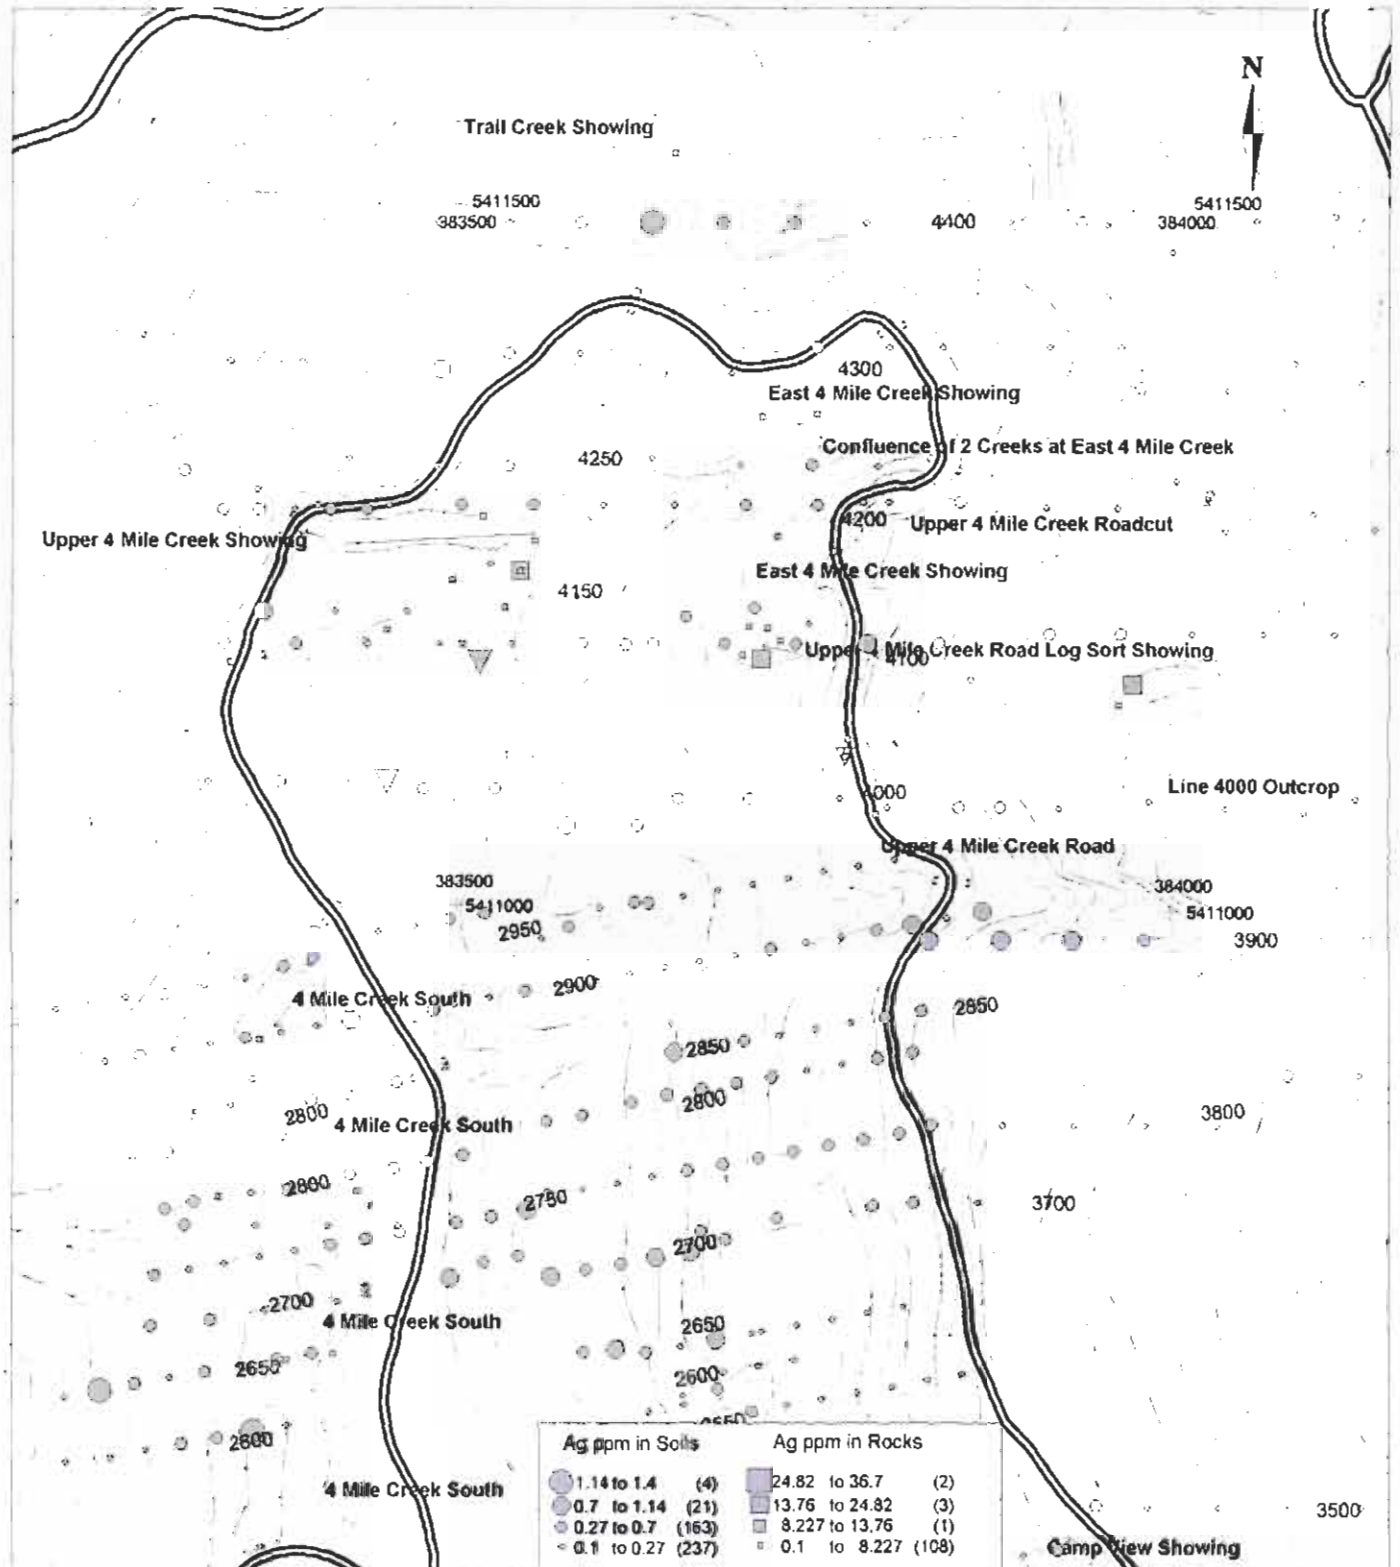 N
Trail Creek Showing
5411500
5411500
383500
4400
384000
4300
East 4 Mile Creek Showing
Confluence of 2 Creeks at East 4 Mile Creek
4250
4200
Upper 4 Mile Creek Roadcut
Upper 4 Mile Creek Showing
East 4 Mile Creek Showing
4150
Upper 4 Mile Creek Road Log Sort Showing
4100
Line 4000 Outcrop
4000
Upper 4 Mile Creek Road
383500
384000
5411000
5411000
2950
3900
2900
4 Mile Creek South
2850
2850
2800
2800
3800
4 Mile Creek South
2800
2750
3700
2700
2700
4 Mile Creek South
2650
2650
2600
2550
2600
4 Mile Creek South
Ag ppm in Soils
1.14 to 1.4 (4)
0.7 to 1.14 (21)
0.27 to 0.7 (163)
0.1 to 0.27 (237)
Ag ppm in Rocks
24.82 to 36.7 (2)
13.76 to 24.82 (3)
8.227 to 13.76 (1)
0.1 to 8.227 (108)
3500
Camp View Showing